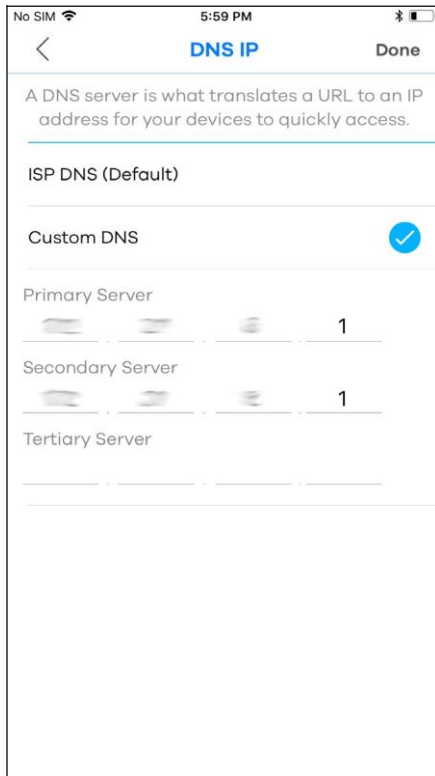 No SIM 5:59 PM
DNS IP Done
A DNS server is what translates a URL to an IP
address for your devices to quickly access.
ISP DNS (Default)
Custom DNS
Primary Server
. . . 1
Secondary Server
. . . 1
Tertiary Server
. . .